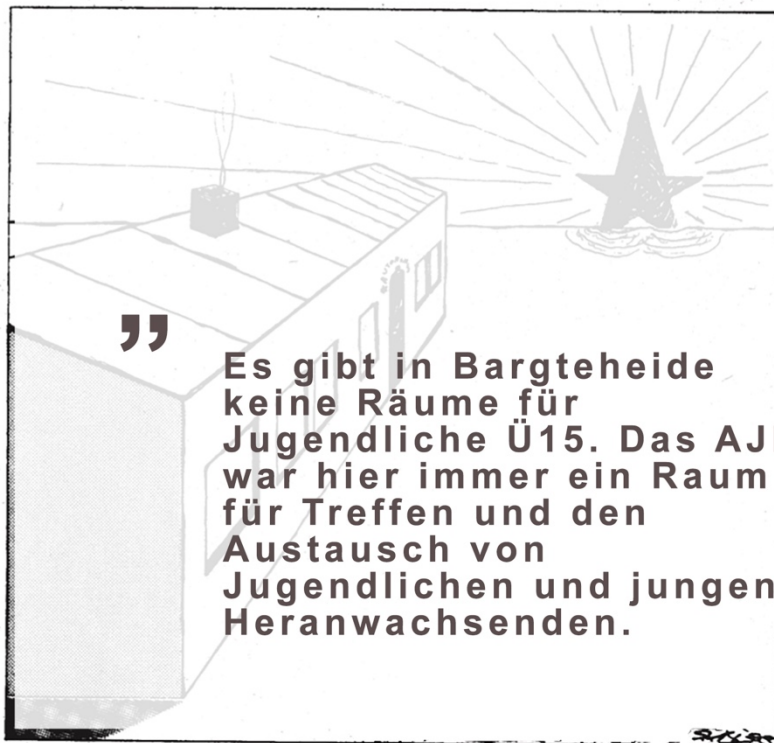 ”
Es gibt in Bargteheide
keine Räume für
Jugendliche Ü15. Das
war hier immer ein Raum
für Treffen und den
Austausch von
Jugendlichen und jungen
Heranwachsenden.